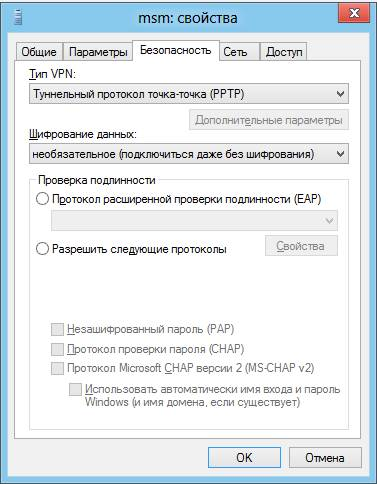 msm: свойства
Общие Параметры Безопасность Сеть Доступ
Тип VPN:
Туннельный протокол точка-точка (PPTP)
Дополнительные параметры
Шифрование данных:
необязательное (подключиться даже без шифрования)
Проверка подлинности
Протокол расширенной проверки подлинности (EAP)
Свойства
Разрешить следующие протоколы
Незашифрованный пароль (PAP)
Протокол проверки пароля (CHAP)
Протокол Microsoft CHAP версии 2 (MS-CHAP v2)
Использовать автоматически имя входа и пароль
Windows (и имя домена, если существует)
OK Отмена